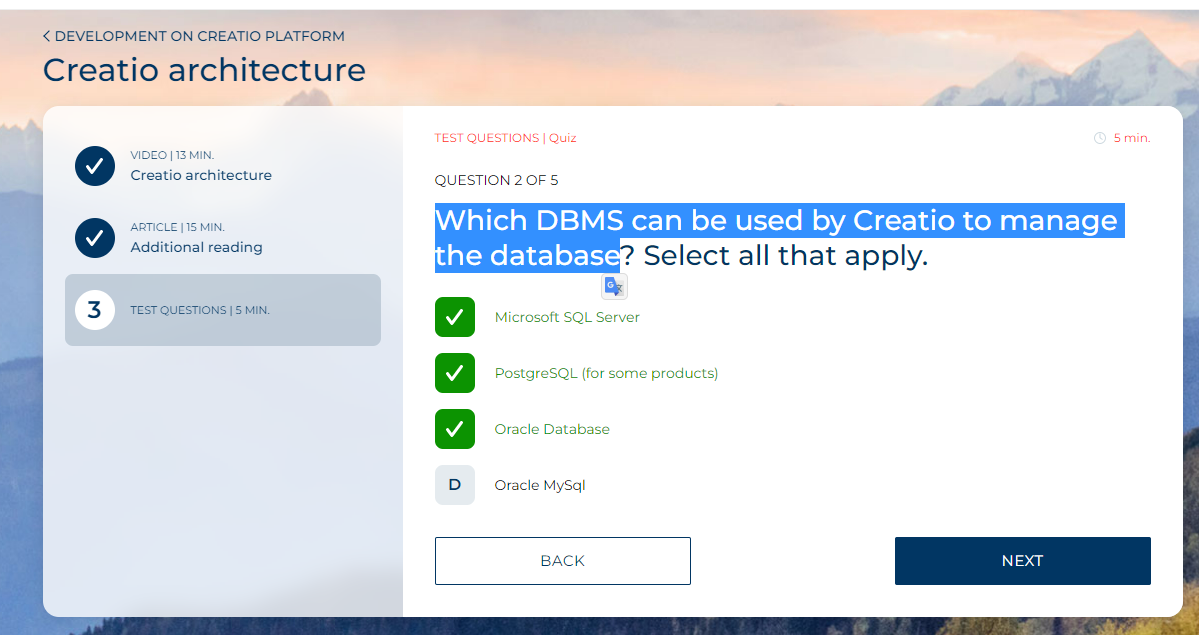 DEVELOPMENT ON CREATIO PLATFORM
Creatio architecture
VIDEO | 13 MIN.
Creatio architecture
ARTICLE | 15 MIN.
Additional reading
3
TEST QUESTIONS | 5 MIN.
TEST QUESTIONS | Quiz
5 min.
QUESTION 2 OF 5
Which DBMS can be used by Creatio to manage
the database? Select all that apply.
G
Microsoft SQL Server
PostgreSQL (for some products)
Oracle Database
D
Oracle MySql
BACK
NEXT